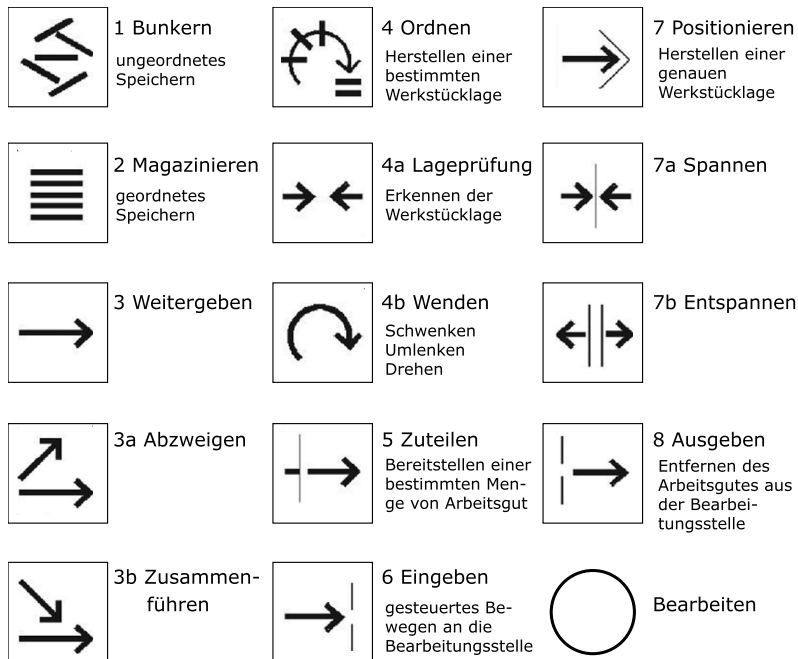 1 Bunkern
ungeordnetes
Speichern
2 Magazinieren
geordnetes
Speichern
3 Weitergeben
3a Abzweigen
3b Zusammen-
führen
4 Ordnen
Herstellen einer
bestimmten
Werkstücklage
4a Lageprüfung
Erkennen der
Werkstücklage
4b Wenden
Schwenken
Umlenken
Drehen
5 Zuteilen
Bereitstellen einer
bestimmten Men-
ge von Arbeitsgut
6 Eingeben
gesteuertes Be-
wegen an die
Bearbeitungsstelle
7 Positionieren
Herstellen einer
genauen
Werkstücklage
7a Spannen
7b Entspannen
8 Ausgeben
Entfernen des
Arbeitsgutes aus
der Bearbei-
tungsstelle
Bearbeiten